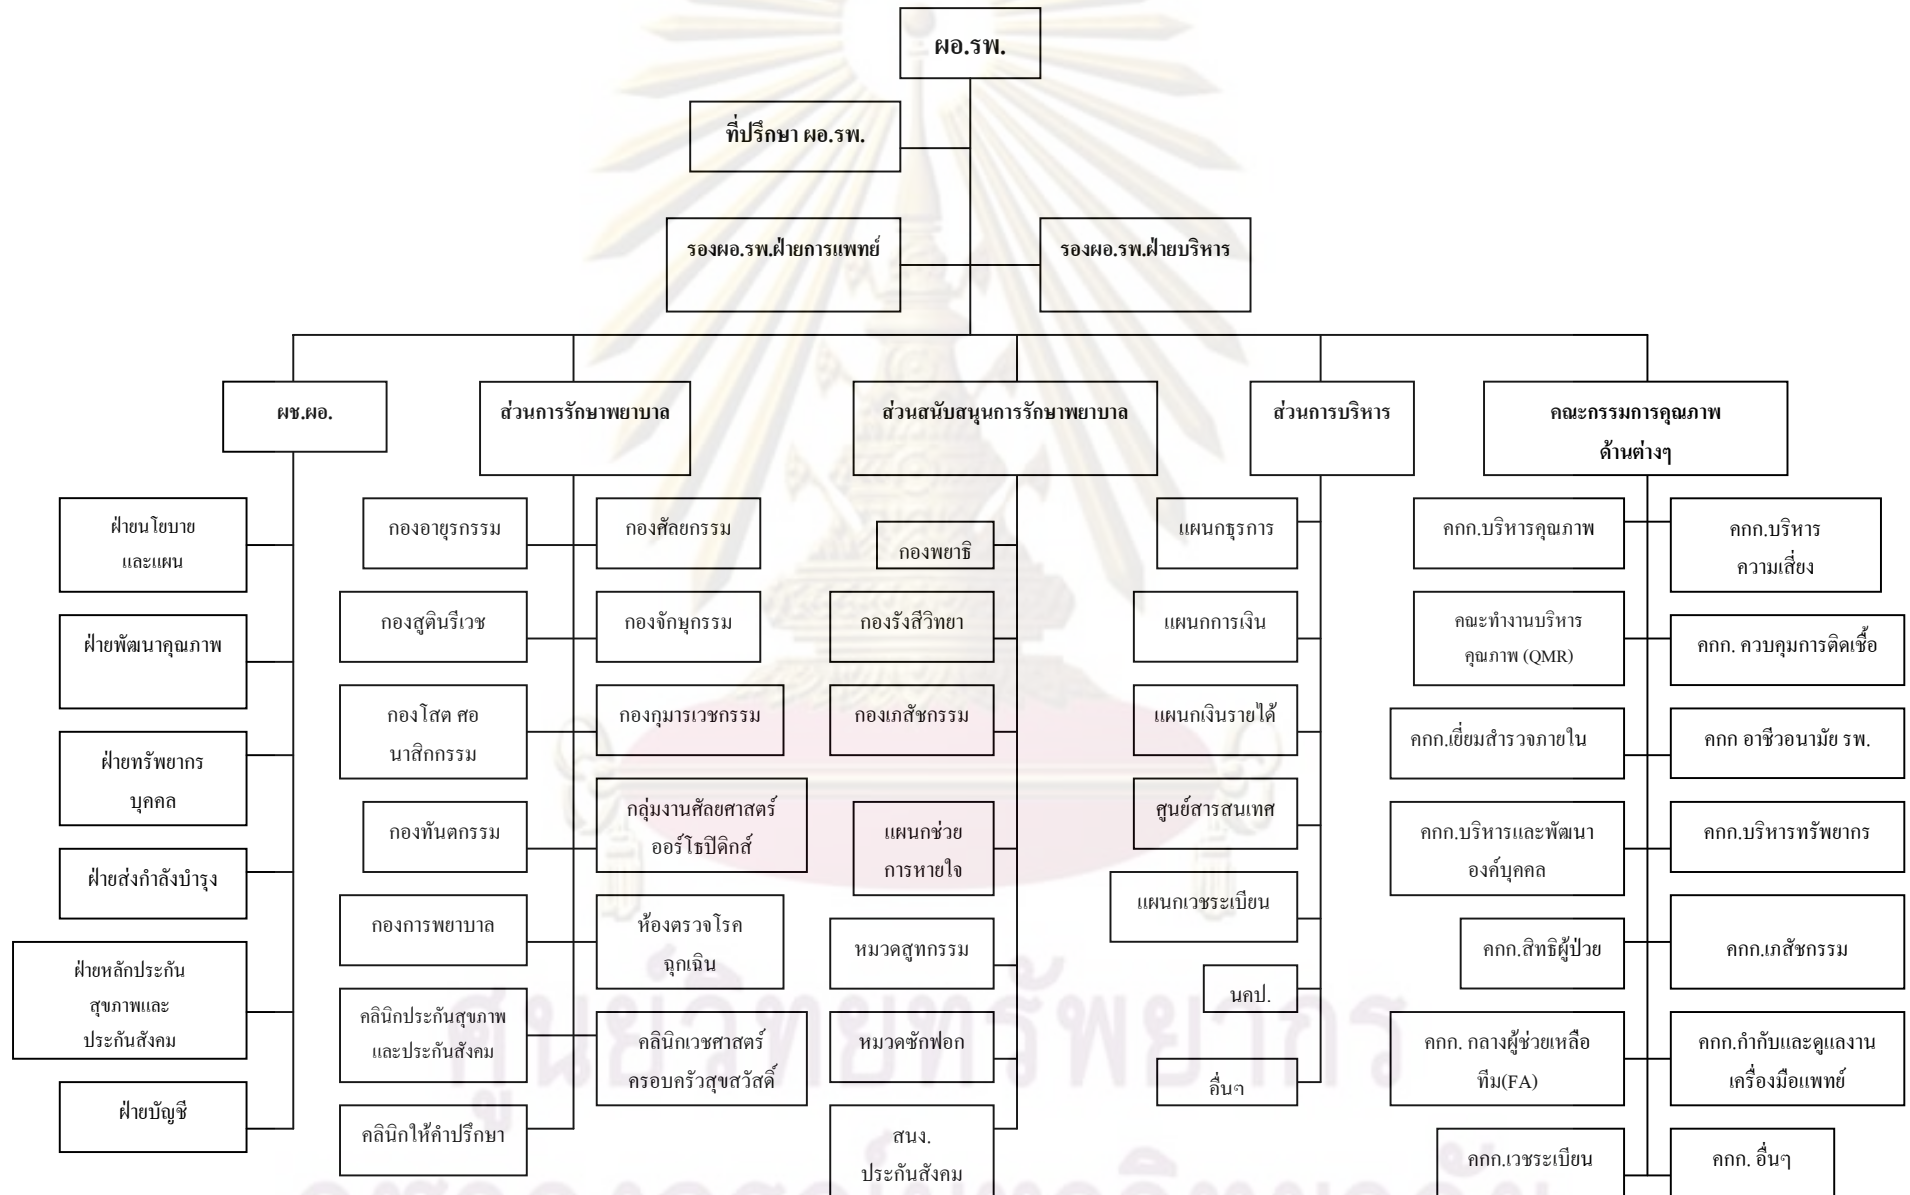 ผอ.รพ.
ที่ปรึกษา ผอ.รพ.
รองผอ.รพ.ฝ่ายการแพทย์
รองผอ.รพ.ฝ่ายบริหาร
ผช.ผอ.
ส่วนการรักษาพยาบาล
ส่วนสนับสนุนการรักษาพยาบาล
ส่วนการบริหาร
คณะกรรมการคุณภาพ
ด้านต่างๆ
ฝ่ายนโยบาย
และแผน
ฝ่ายพัฒนาคุณภาพ
ฝ่ายทรัพยากร
บุคคล
ฝ่ายส่งกำลังบำรุง
ฝ่ายหลักประกัน
สุขภาพและ
ประกันสังคม
ฝ่ายบัญชี
กองอายุรกรรม
กองศัลยกรรม
กองสูตินรีเวช
กองจักษุกรรม
กองโสต ศอ
นาสิกกรรม
กองกุมารเวชกรรม
กองทันตกรรม
กลุ่มงานศัลยศาสตร์
ออร์โธปิดิกส์
กองการพยาบาล
ห้องตรวจโรค
ฉุกเฉิน
คลินิกประกันสุขภาพ
และประกันสังคม
คลินิกเวชศาสตร์
ครอบครัวสุขสวัสดิ์
คลินิกให้คำปรึกษา
กองพยาธิ
กองรังสีวิทยา
กองเภสัชกรรม
แผนกช่วย
การหายใจ
หมวดสูทกรรม
หมวดซักฟอก
สนง.
ประกันสังคม
แผนกธุรการ
แผนกการเงิน
แผนกเงินรายได้
ศูนย์สารสนเทศ
แผนกเวชระเบียน
นคป.
อื่นๆ
คกก.บริหารคุณภาพ
คกก.บริหาร
ความเสี่ยง
คณะทำงานบริหาร
คุณภาพ (QMR)
คกก. ควบคุมการติดเชื้อ
คกก.เยี่ยมสำรวจภายใน
คกก อาชีวอนามัย รพ.
คกก.บริหารและพัฒนา
องค์บุคคล
คกก.บริหารทรัพยากร
คกก.สิทธิผู้ป่วย
คกก.เภสัชกรรม
คกก. กลางผู้ช่วยเหลือ
ทีม(FA)
คกก.กำกับและดูแลงาน
เครื่องมือแพทย์
คกก.เวชระเบียน
คกก. อื่นๆ
ศูนย์วิทยทรัพยากร
จุฬาลงกรณ์มหาวิทยาลัย